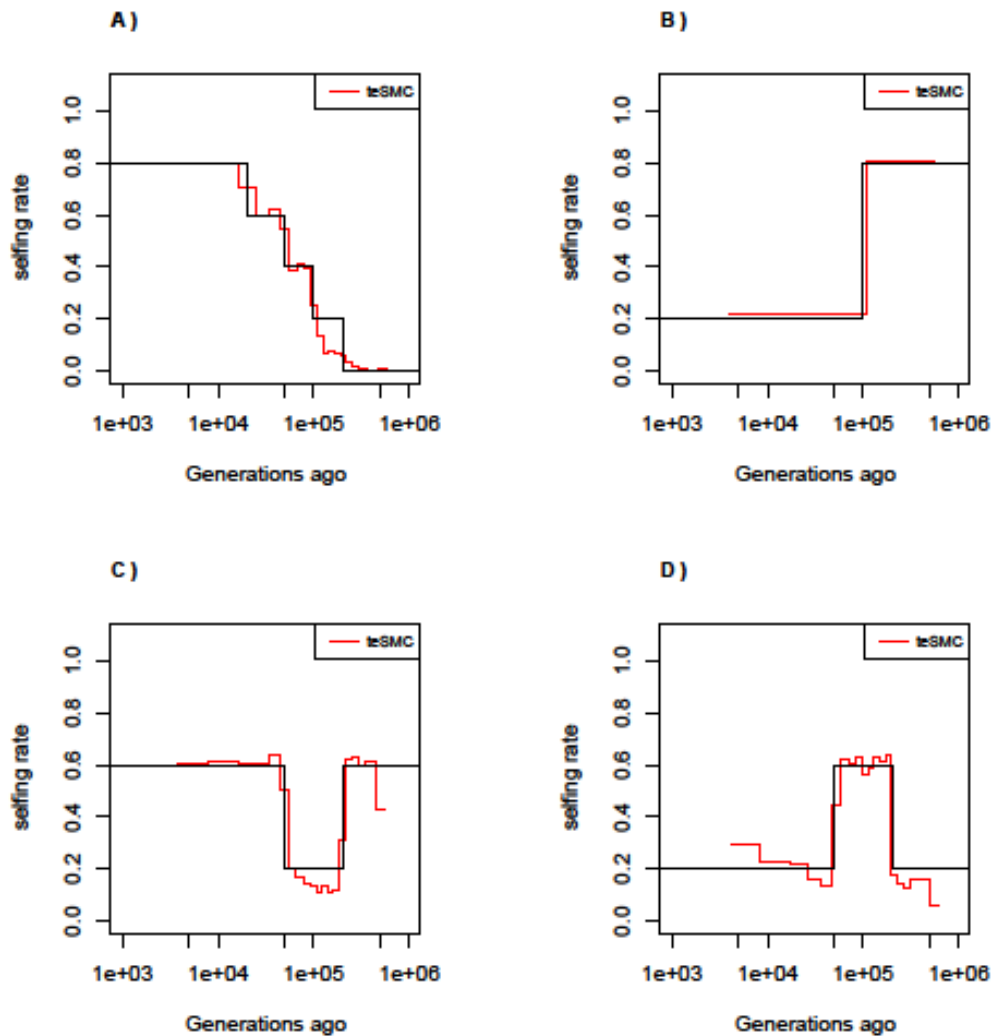 A )
teSMC
selfing rate
0.0 0.2 0.4 0.6 0.8 1.0
1e+03 1e+04 1e+05 1e+06
Generations ago
B )
teSMC
selfing rate
0.0 0.2 0.4 0.6 0.8 1.0
1e+03 1e+04 1e+05 1e+06
Generations ago
C )
teSMC
selfing rate
0.0 0.2 0.4 0.6 0.8 1.0
1e+03 1e+04 1e+05 1e+06
Generations ago
D )
teSMC
selfing rate
0.0 0.2 0.4 0.6 0.8 1.0
1e+03 1e+04 1e+05 1e+06
Generations ago